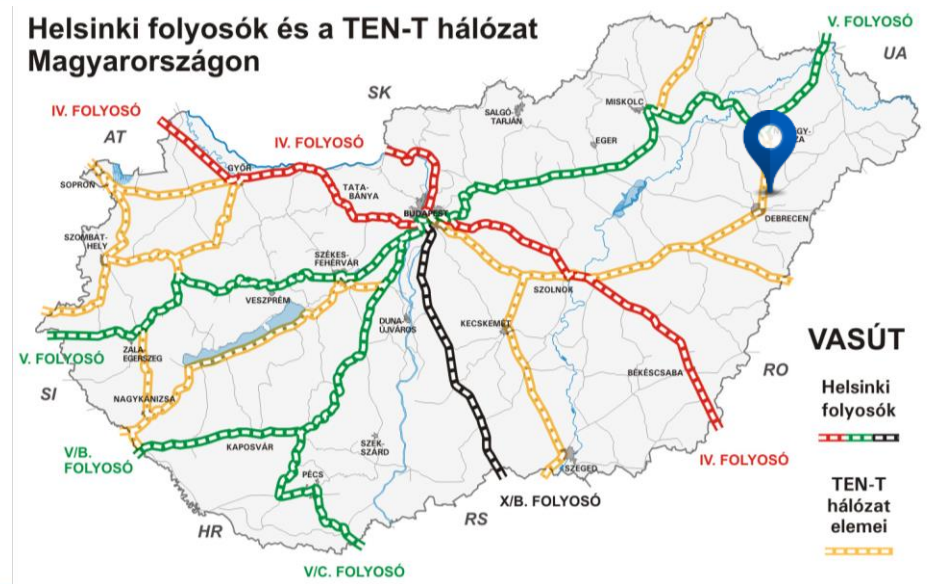 Helsinki folyosók és a TEN-T hálózat
Magyarországon
V. FOLYOSÓ
UA
SK
IV. FOLYOSÓ
AT
IV. FOLYOSÓ
SALGÓ-
TARJÁN
MISKOLC
EGER
GYŐR
SOPRON
TATA-
BÁNYA
BUDAPEST
DEBRECEN
SZOMBAT-
HELY
SZÉKES-
FEHÉRVÁR
VESZPRÉM
SZOLNOK
DUNA-
ÚJVÁROS
KECSKEMÉT
V. FOLYOSÓ
ZALA-
EGERSZEG
SI
NAGYKANIZSA
BÉKÉSCSABA
RO
V/B.
FOLYOSÓ
KAPOSVÁR
SZEK-
SZÁRD
PÉCS
SZEGED
IV. FOLYOSÓ
X/B. FOLYOSÓ
RS
HR
V/C. FOLYOSÓ
VASÚT
Helsinki
folyosók
TEN-T
hálózat
elemei